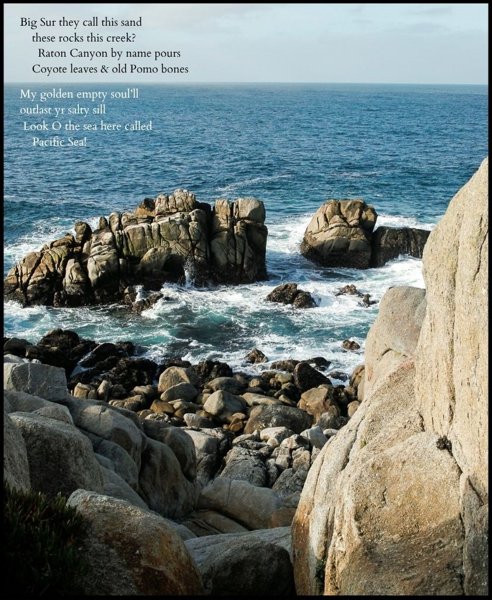 Big Sur they call this sand
these rocks this creek?
Raton Canyon by name pours
Coyote leaves & old Pomo bones
My golden empty soul'll
outlast yr salty sill
Look O the sea here called
Pacific Sea!